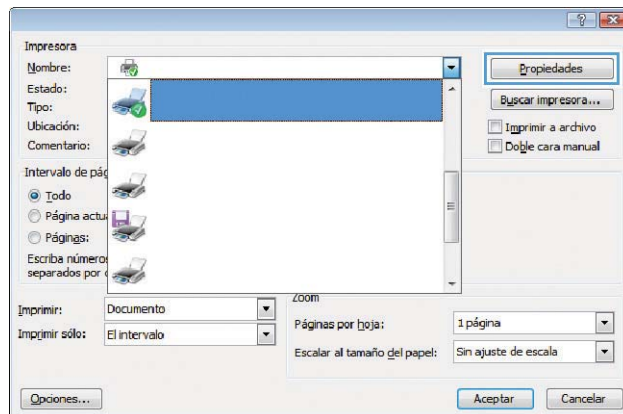 Impresora
Nombre:
Propiedades
Estado:
Tipo:
Buscar impresora...
Ubicación:
Imprimir a archivo
Comentario:
Doble cara manual
Intervalo de pág
Todo
Página actu
Páginas:
Escriba números
separados por
Zoom
Imprimir:
Documento
Páginas por hoja:
1 página
Imprimir sólo:
El intervalo
Escalar al tamaño del papel:
Sin ajuste de escala
Opciones...
Aceptar
Cancelar